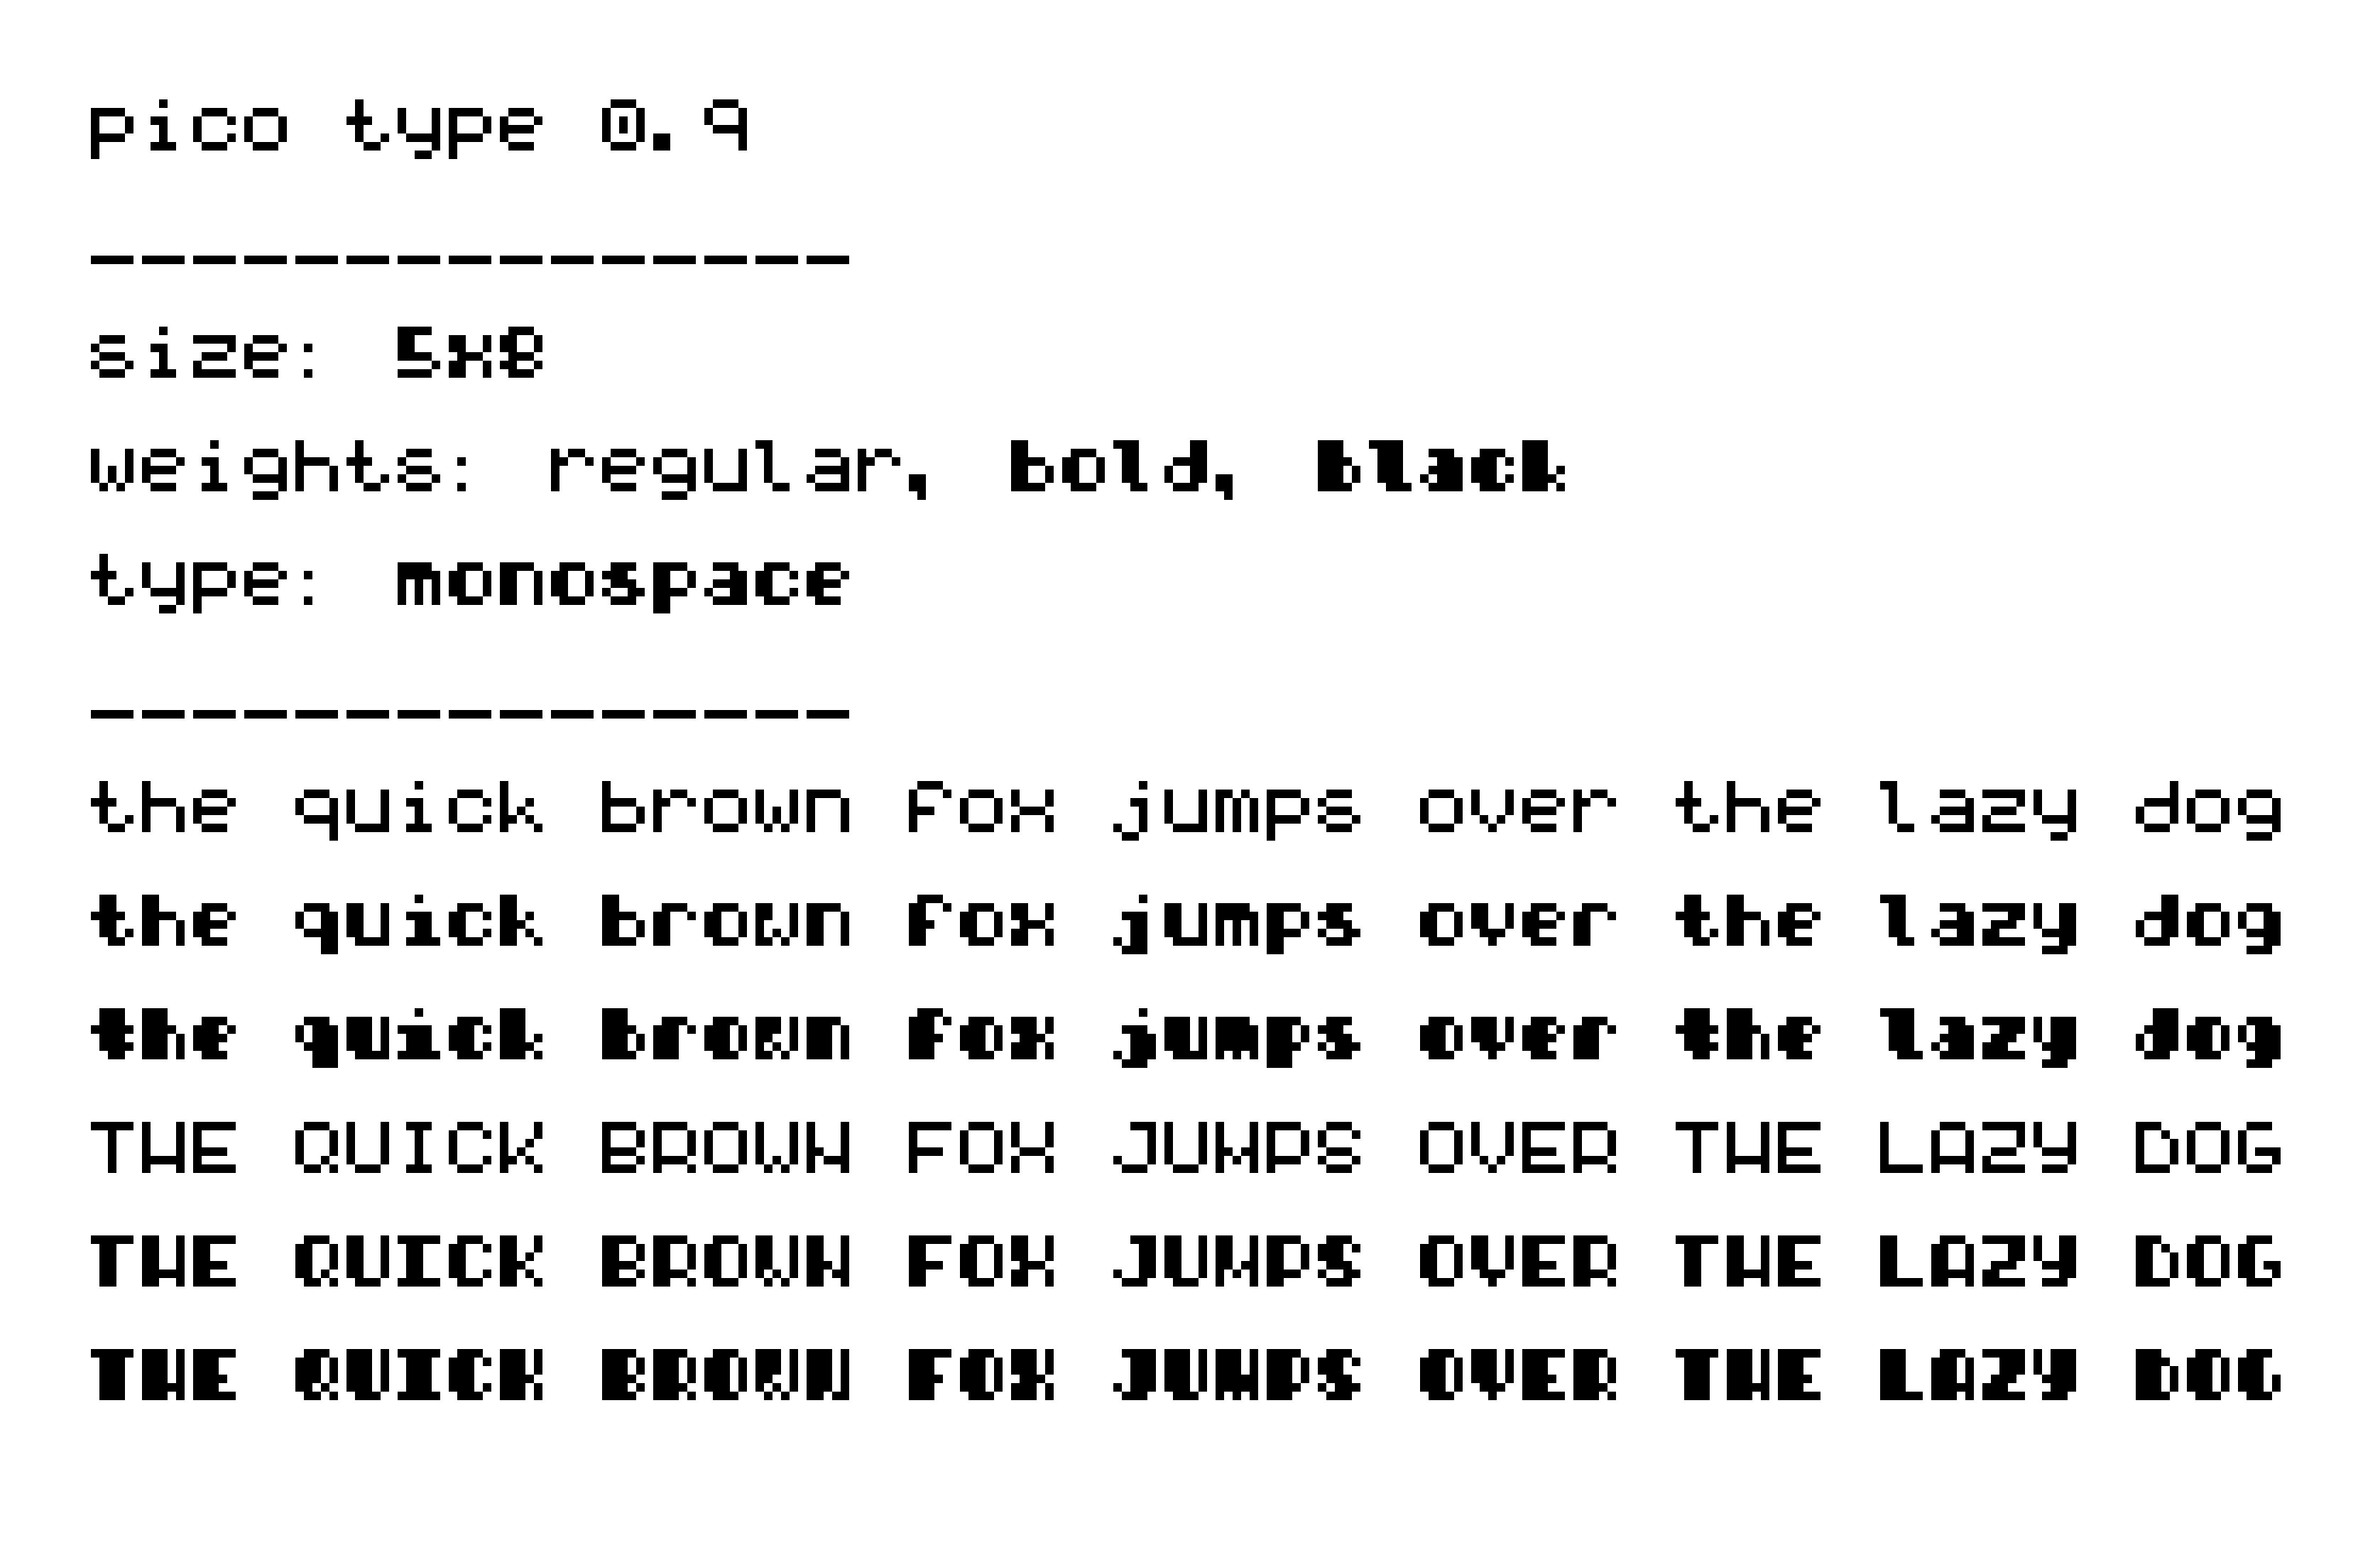 pico type 0.9
_______________
size: 5x8
weights: regular, bold, black
type: monospace
_______________
the quick brown fox jumps over the lazy dog
the quick brown fox jumps over the lazy dog
the quick brown fox jumps over the lazy dog
THE QUICK BROWN FOX JUMPS OVER THE LAZY DOG
THE QUICK BROWN FOX JUMPS OVER THE LAZY DOG
THE QUICK BROWN FOX JUMPS OVER THE LAZY DOG